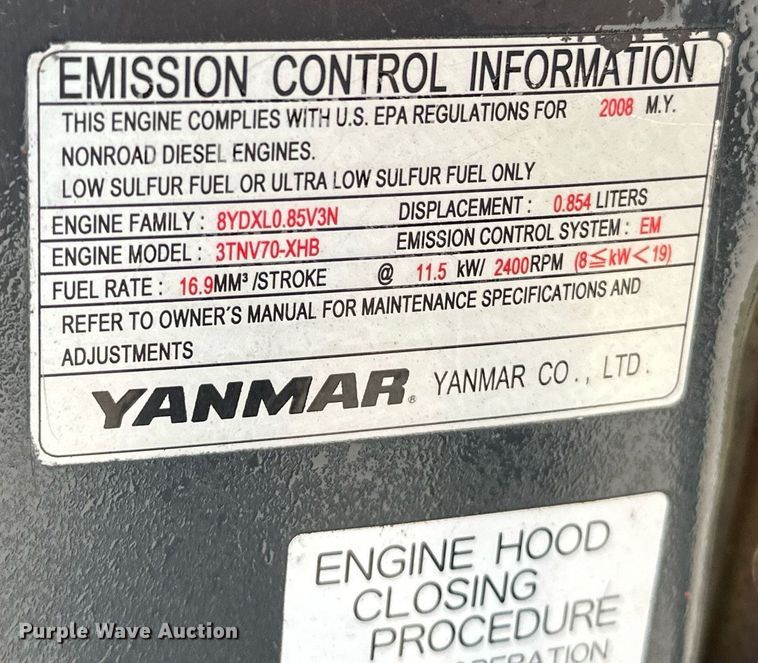 EMISSION CONTROL INFORMATION
THIS ENGINE COMPLIES WITH U.S. EPA REGULATIONS FOR 2008 M.Y.
NONROAD DIESEL ENGINES.
LOW SULFUR FUEL OR ULTRA LOW SULFUR FUEL ONLY
ENGINE FAMILY : 8YDXL0.85V3N DISPLACEMENT : 0.854 LITERS
ENGINE MODEL : 3TNV70-XHB EMISSION CONTROL SYSTEM : EM
FUEL RATE : 16.9MM³/STROKE @ 11.5 kW/ 2400RPM (8≦kW<19)
REFER TO OWNER'S MANUAL FOR MAINTENANCE SPECIFICATIONS AND
ADJUSTMENTS
YANMAR® YANMAR CO., LTD.
ENGINE HOOD
CLOSING
PROCEDURE
OPERATION
Purple Wave Auction